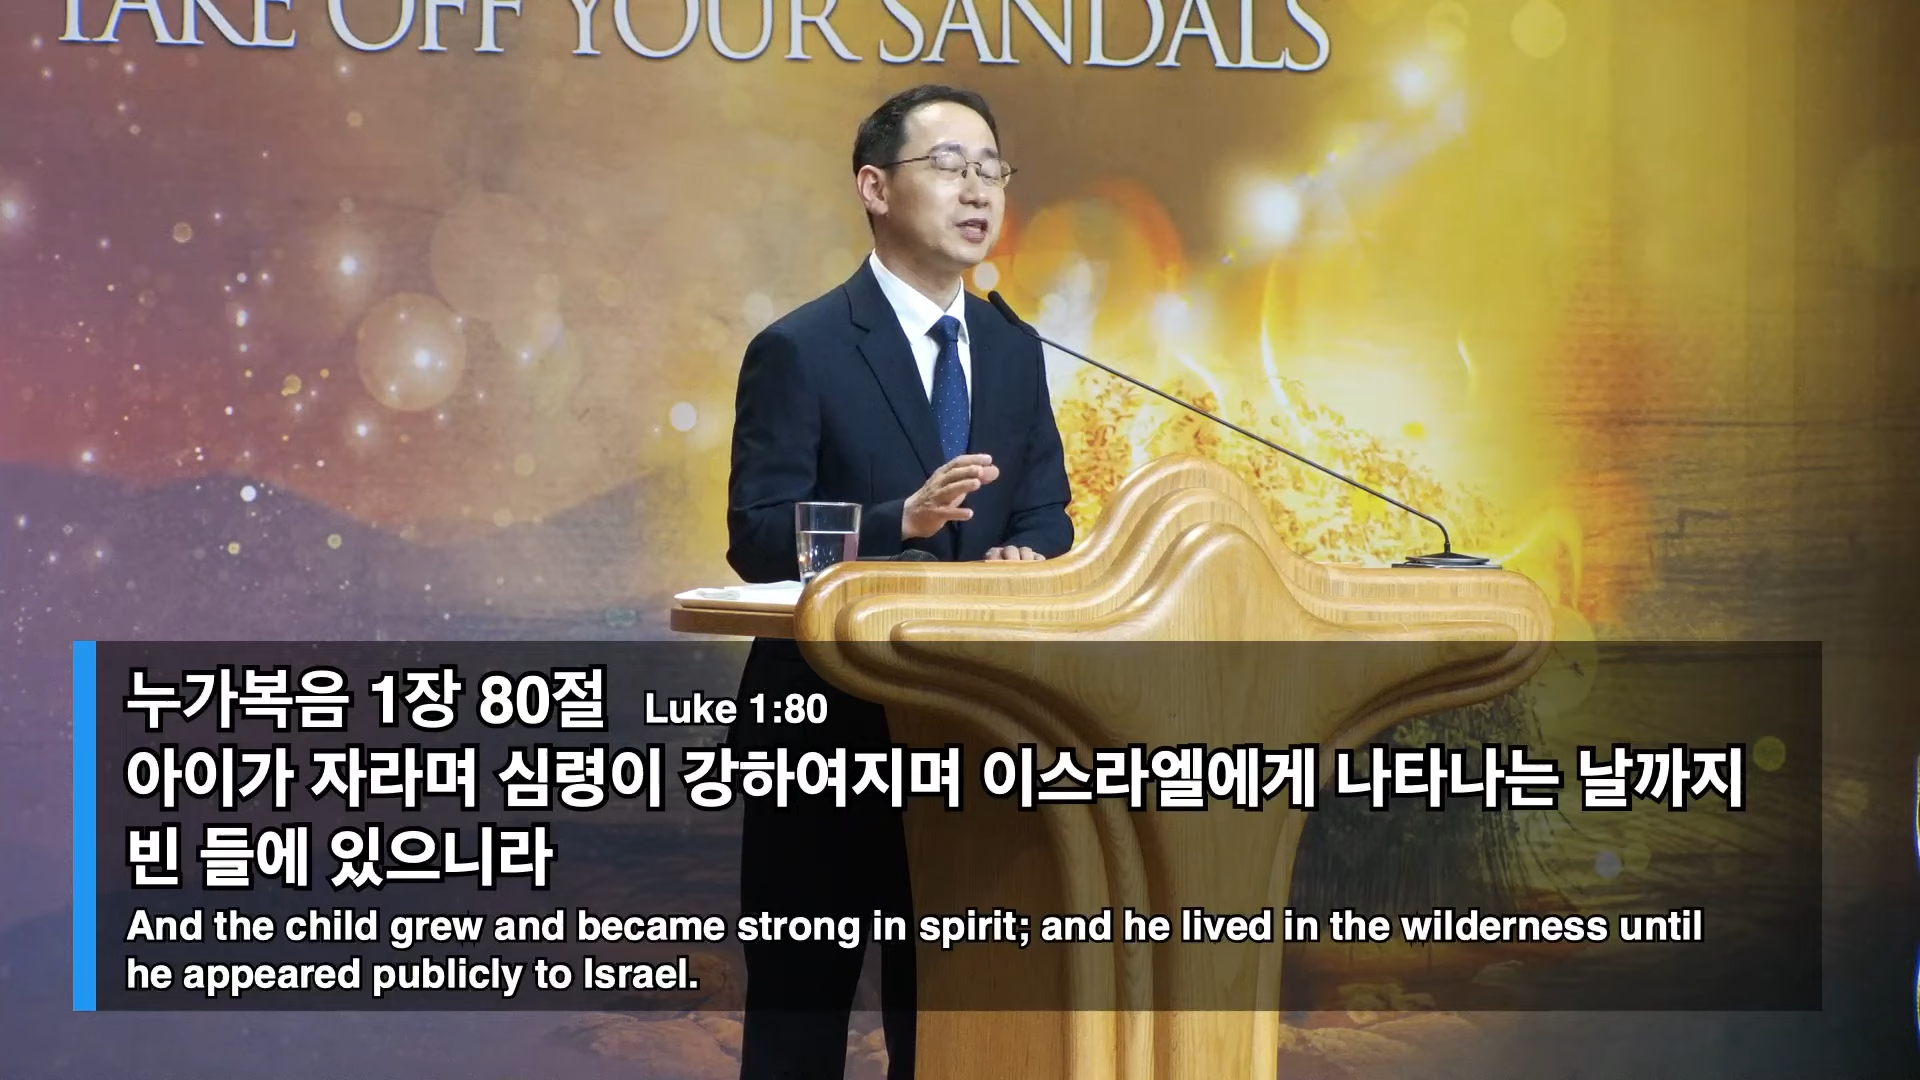 TAKE OFF YOUR SANDALS
누가복음 1장 80절 Luke 1:80
아이가 자라며 심령이 강하여지며 이스라엘에게 나타나는 날까지
빈 들에 있으니라
And the child grew and became strong in spirit; and he lived in the wilderness until
he appeared publicly to Israel.